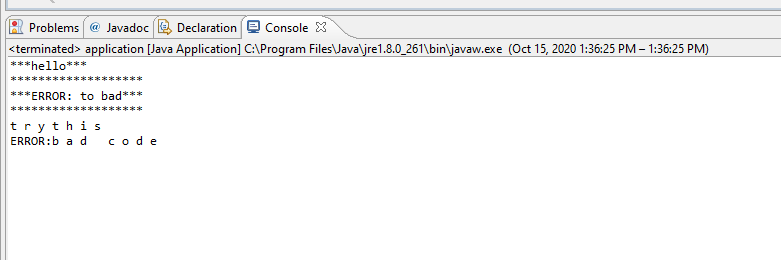 Problems @ Javadoc Declaration Console
<terminated> application [Java Application] C:\Program Files\Java\jre1.8.0_261\bin\javaw.exe (Oct 15, 2020 1:36:25 PM – 1:36:25 PM)
***hello***
*******************
***ERROR: to bad***
*******************
t r y t h i s
ERROR:b a d   c o d e